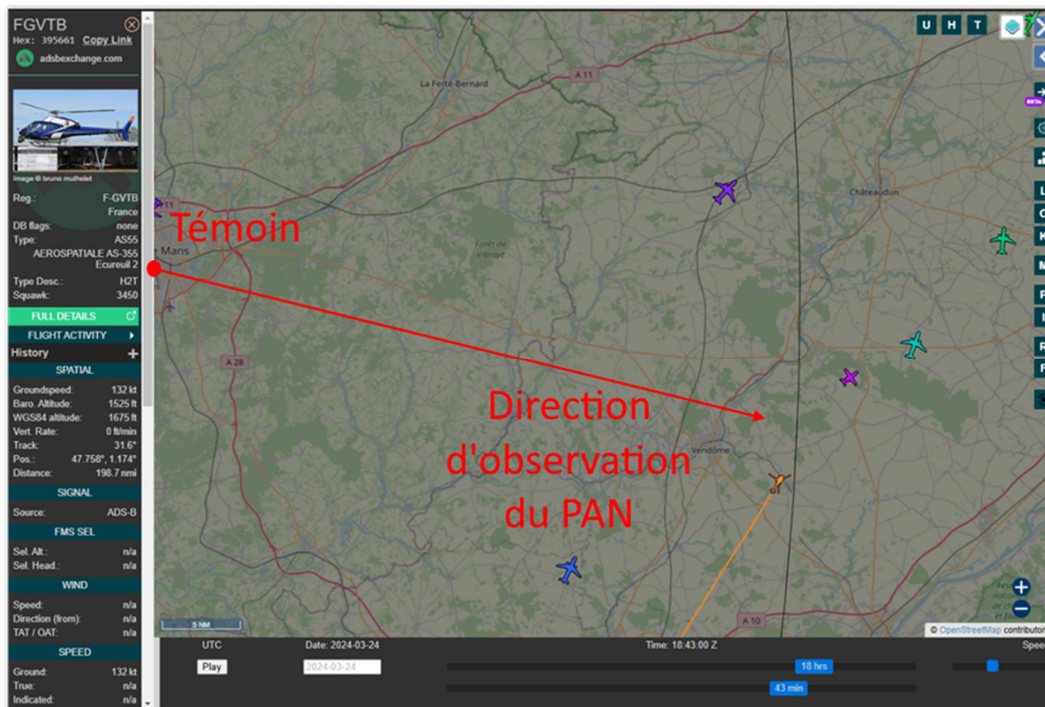 FGVTB
Hex: 395661 Copy Link
adsbexchange.com
Image © bruno muthelet
Reg.: F-GVTB
France
DB flags: none
Type: AS55
AEROSPATIALE AS-355
Ecureuil 2
Type Desc.: H2T
Squawk: 3450
FULL DETAILS
FLIGHT ACTIVITY
History +
SPATIAL
Groundspeed: 132 kt
Baro. Altitude: 1525 ft
WGS84 altitude: 1675 ft
Vert. Rate: 0 ft/min
Track: 31.6°
Pos.: 47.758°, 1.174°
Distance: 198.7 nmi
SIGNAL
Source: ADS-B
FMS SEL
Sel. Alt.: n/a
Sel. Head.: n/a
WIND
Speed: n/a
Direction (from): n/a
TAT / OAT: n/a
SPEED
Ground: 132 kt
True: n/a
Indicated: n/a
U H T
La Ferté-Bernard
A 11
Châteaudun
11
Témoin
Mans
Forêt de
Vibraye
A 28
Direction
d'observation
du PAN
Vendôme
A 10
5 NM
© OpenStreetMap contributor
UTC Date: 2024-03-24 Time: 18:43:00 Z Speed
Play 2024-03-24 18 hrs
43 min